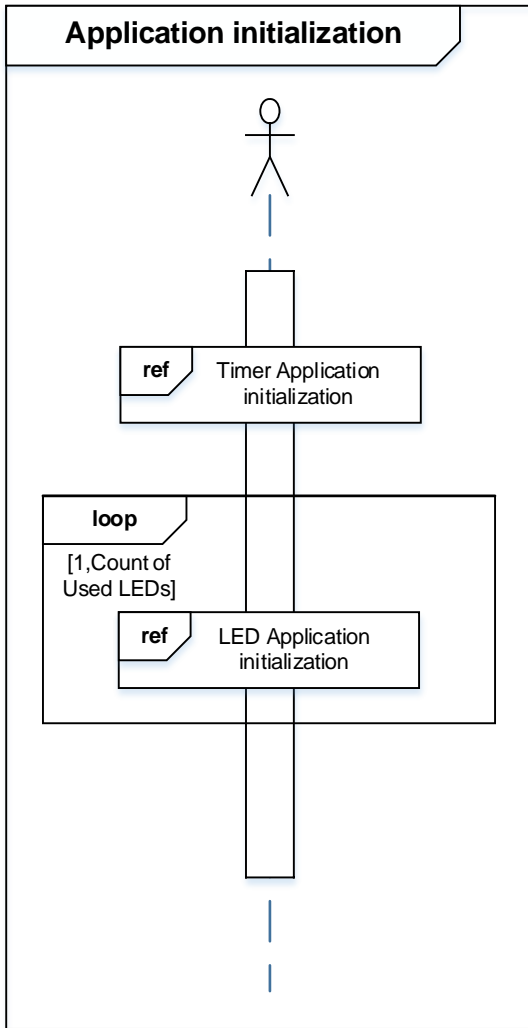 Application initialization
ref
Timer Application
initialization
loop
[1,Count of
Used LEDs]
ref
LED Application
initialization